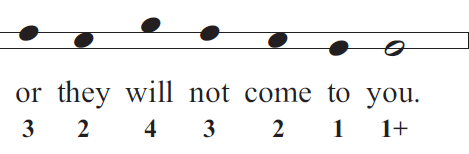 or they will not come to you.
3 2 4 3 2 1 1+